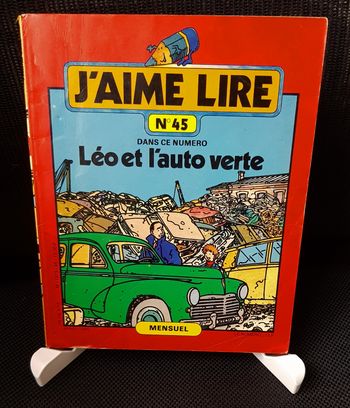 J'AIME LIRE
N°45
DANS CE NUMERO
Léo et l'auto verte
MENSUEL